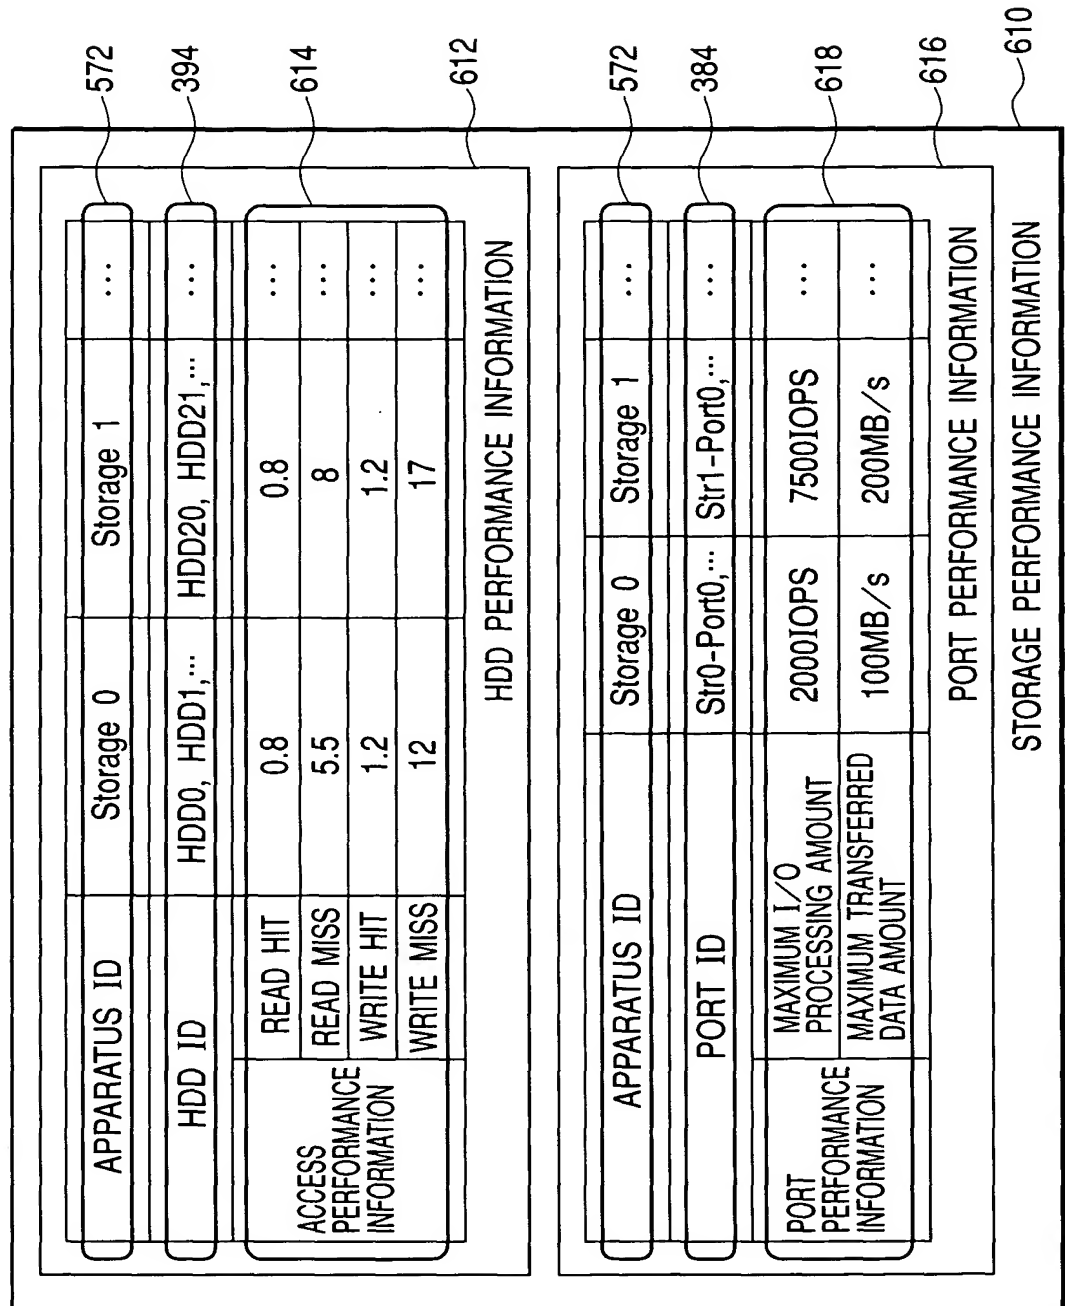 APPARATUS ID Storage 0 Storage 1 ... 572
HDD ID HDD0, HDD1,... HDD20, HDD21,... ... 394
ACCESS
PERFORMANCE
INFORMATION
READ HIT 0.8 0.8 ...
READ MISS 5.5 8 ...
WRITE HIT 1.2 1.2 ...
WRITE MISS 12 17 ...
614
HDD PERFORMANCE INFORMATION
612
APPARATUS ID Storage 0 Storage 1 ... 572
PORT ID Str0-Port0,... Str1-Port0,... ... 384
PORT
PERFORMANCE
INFORMATION
MAXIMUM I/O
PROCESSING AMOUNT
2000IOPS 7500IOPS ...
MAXIMUM TRANSFERRED
DATA AMOUNT
100MB/s 200MB/s ...
618
PORT PERFORMANCE INFORMATION
616
STORAGE PERFORMANCE INFORMATION
610